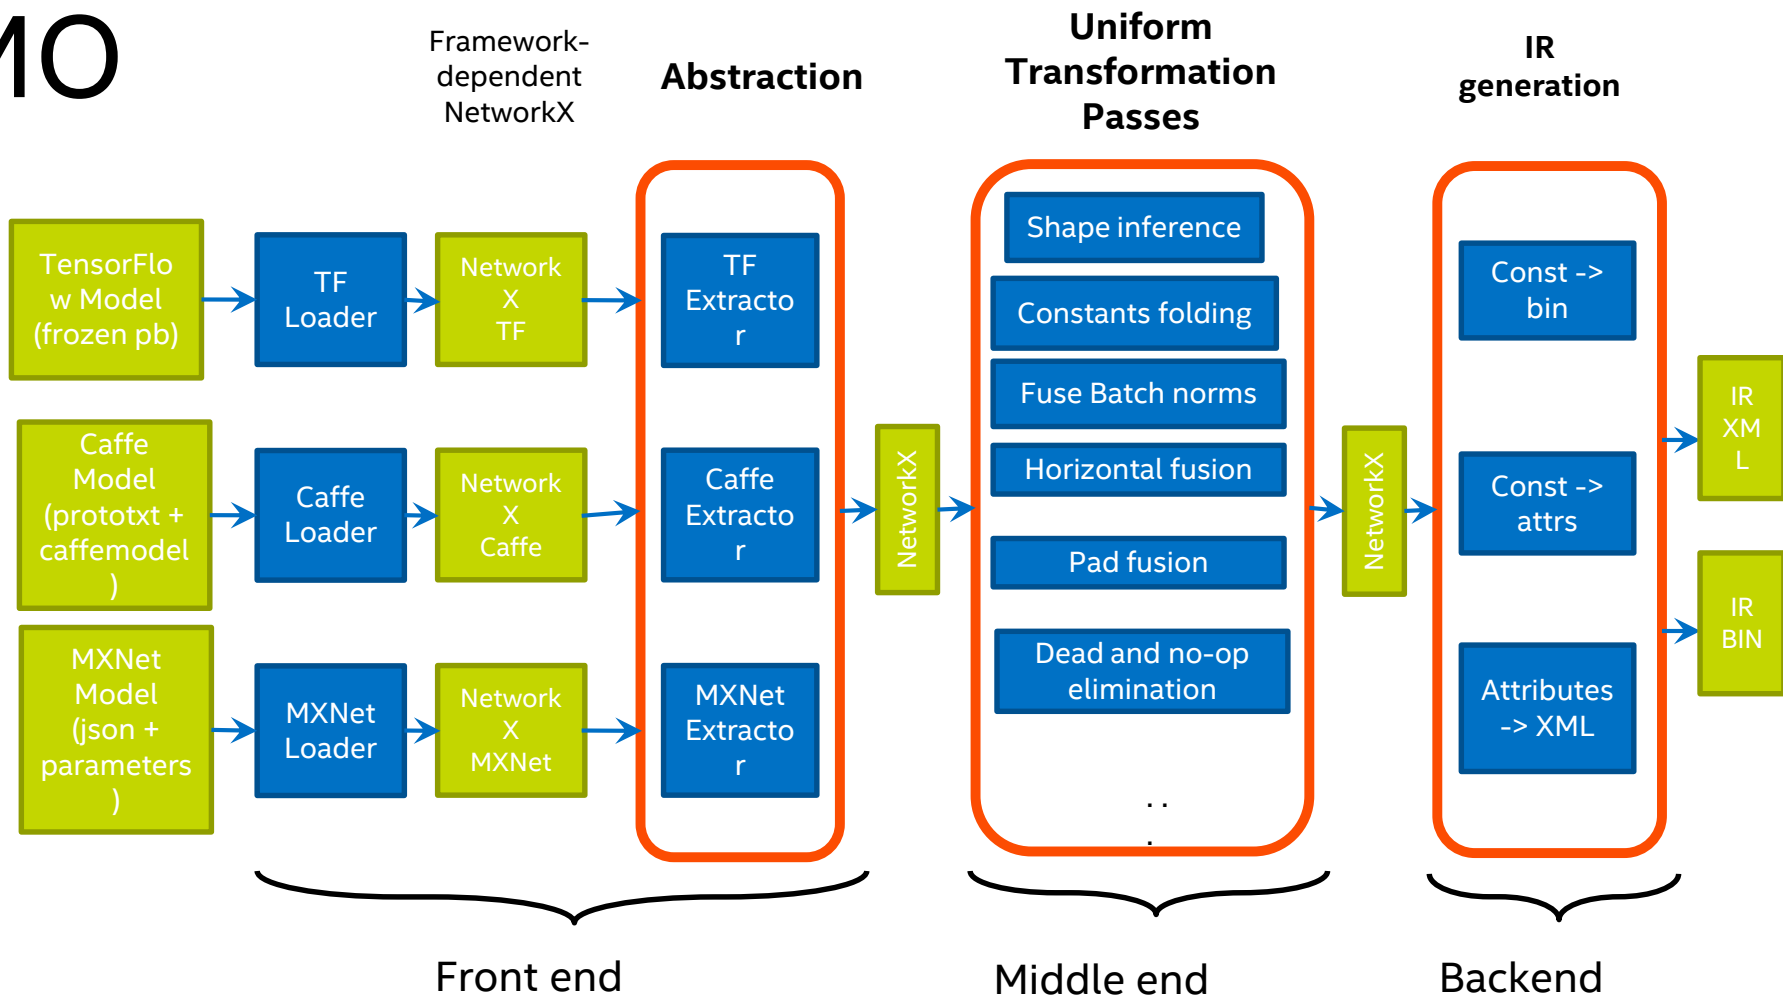 MO
Framework-
dependent
NetworkX
Abstraction
Uniform
Transformation
Passes
IR
generation
TensorFlo
w Model
(frozen pb)
TF
Loader
Network
X
TF
TF
Extracto
r
Caffe
Model
(prototxt +
caffemodel
)
Caffe
Loader
Network
X
Caffe
Caffe
Extracto
r
MXNet
Model
(json +
parameters
)
MXNet
Loader
Network
X
MXNet
MXNet
Extracto
r
NetworkX
Shape inference
Constants folding
Fuse Batch norms
Horizontal fusion
Pad fusion
Dead and no-op
elimination
. .
.
NetworkX
Const ->
bin
Const ->
attrs
Attributes
-> XML
IR
XM
L
IR
BIN
Front end
Middle end
Backend